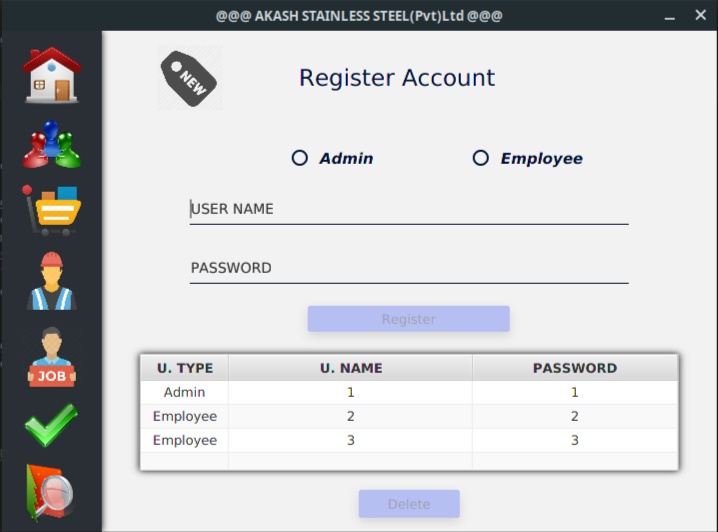 @@@ AKASH STAINLESS STEEL(Pvt)Ltd @@@
NEW
Register Account
Admin Employee
USER NAME
PASSWORD
Register
JOB
U. TYPE U. NAME PASSWORD
Admin 1 1
Employee 2 2
Employee 3 3
Delete